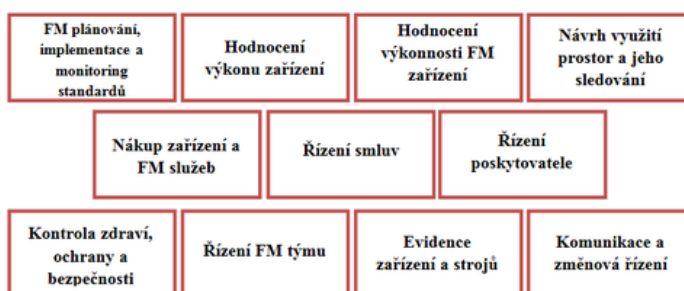 FM plánování,
implementace a
monitoring
standardů
Hodnocení
výkonu zařízení
Hodnocení
výkonnosti FM
zařízení
Návrh využití
prostor a jeho
sledování
Nákup zařízení a
FM služeb
Řízení smluv
Řízení
poskytovatele
Kontrola zdraví,
ochrany a
bezpečnosti
Řízení FM týmu
Evidence
zařízení a strojů
Komunikace a
změnová řízení